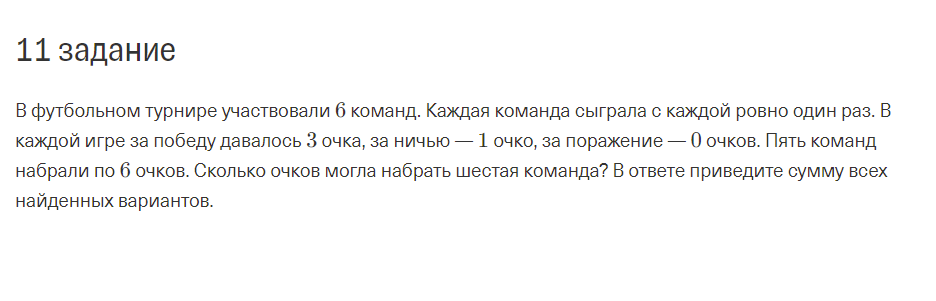 11 задание
В футбольном турнире участвовали 6 команд. Каждая команда сыграла с каждой ровно один раз. В
каждой игре за победу давалось 3 очка, за ничью — 1 очко, за поражение — 0 очков. Пять команд
набрали по 6 очков. Сколько очков могла набрать шестая команда? В ответе приведите сумму всех
найденных вариантов.